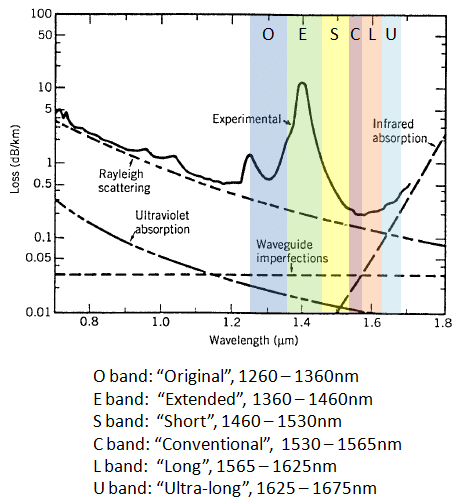 100
50
10
5
1
0.5
0.1
0.05
0.01
Loss (dB/km)
O E S C L U
Experimental
Infrared
absorption
Rayleigh
scattering
Ultraviolet
absorption
Waveguide
imperfections
0.8 1.0 1.2 1.4 1.6 1.8
Wavelength (μm)
O band: “Original”, 1260 – 1360nm
E band: “Extended”, 1360 – 1460nm
S band: “Short”, 1460 – 1530nm
C band: “Conventional”, 1530 – 1565nm
L band: “Long”, 1565 – 1625nm
U band: “Ultra-long”, 1625 – 1675nm